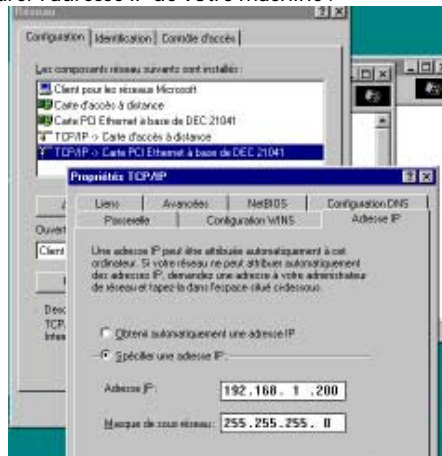 Réseau
Configuration Identification Contrôle d'accès
Les composants réseau suivants sont installés :
Client pour les réseaux Microsoft
Carte d'accès à distance
Carte PCI Ethernet à base de DEC 21041
TCP/IP -> Carte d'accès à distance
TCP/IP -> Carte PCI Ethernet à base de DEC 21041
Propriétés TCP/IP
Liens Avancées NetBIOS Configuration DNS
Passerelle Configuration WINS Adresse IP
Ouvert
Client
Une adresse IP peut être attribuée automatiquement à cet
ordinateur. Si votre réseau ne peut attribuer automatiquement
des adresses IP, demandez une adresse à votre administrateur
de réseau et tapez-la dans l'espace situé ci-dessous.
Desc
TCP
Inter
Obtenir automatiquement une adresse IP
Spécifier une adresse IP:
Adresse IP: 192.168. 1 .200
Masque de sous-réseau: 255.255.255. 0